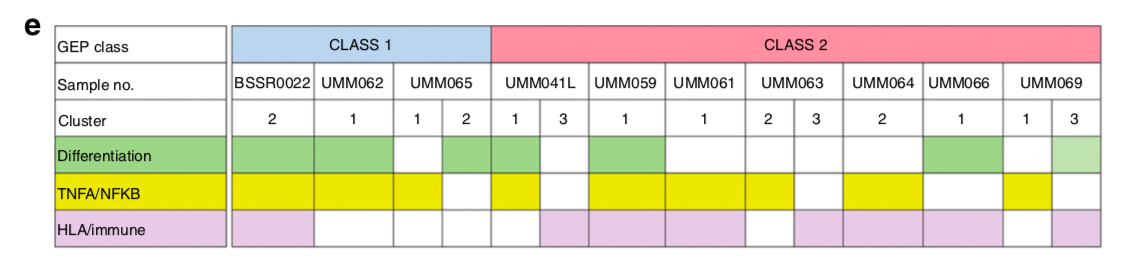 e
GEP class CLASS 1 CLASS 2
Sample no. BSSR0022 UMM062 UMM065 UMM041L UMM059 UMM061 UMM063 UMM064 UMM066 UMM069
Cluster 2 1 1 2 1 3 1 1 2 3 2 1 1 3
Differentiation
TNFA/NFKB
HLA/immune